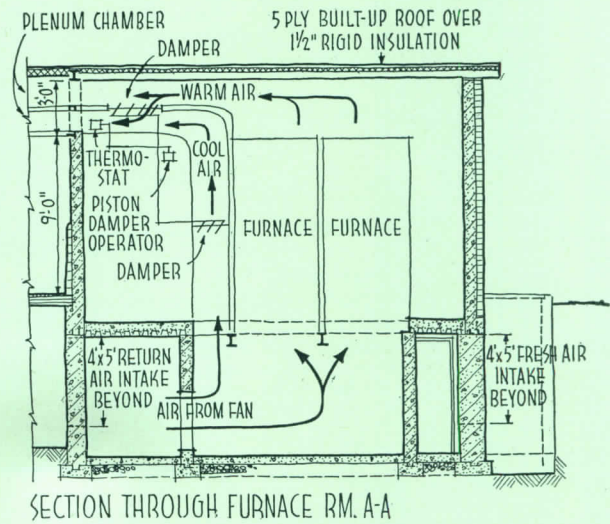 PLENUM CHAMBER
5 PLY BUILT-UP ROOF OVER
1½" RIGID INSULATION
DAMPER
3'-0"
WARM AIR
THERMO-
STAT
COOL
AIR
9'-0"
PISTON
DAMPER
OPERATOR
FURNACE
FURNACE
DAMPER
4'x5' RETURN
AIR INTAKE
BEYOND
4'x5' FRESH AIR
INTAKE
BEYOND
AIR FROM FAN
SECTION THROUGH FURNACE RM. A-A